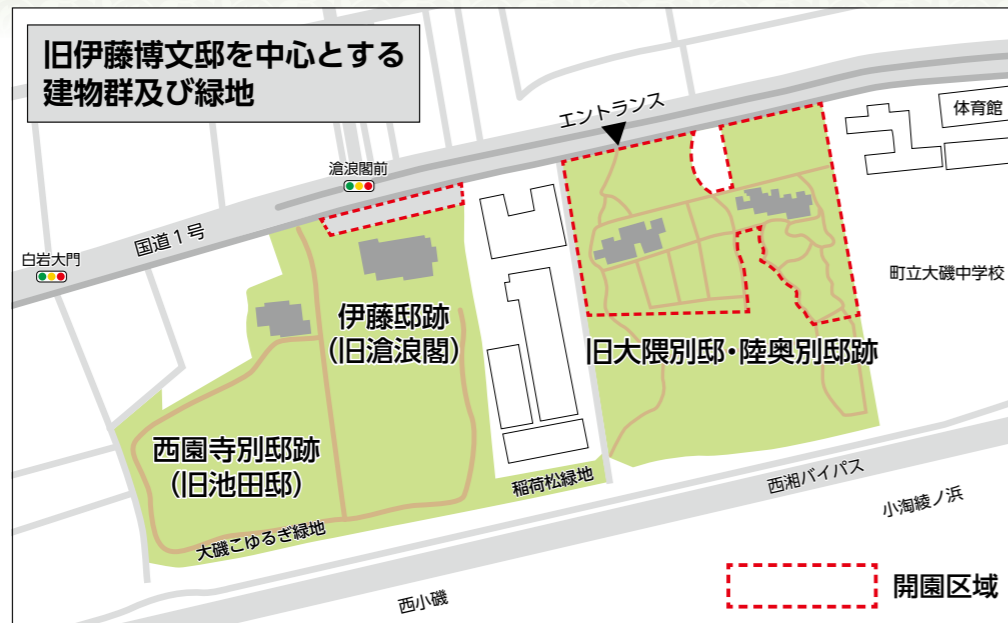 旧伊藤博文邸を中心とする
建物群及び緑地
エントランス
体育館
滄浪閣前
国道1号
白岩大門
町立大磯中学校
伊藤邸跡
(旧滄浪閣)
旧大隈別邸・陸奥別邸跡
西園寺別邸跡
(旧池田邸)
稲荷松緑地
西湘バイパス
小淘綾ノ浜
大磯こゆるぎ緑地
西小磯
開園区域